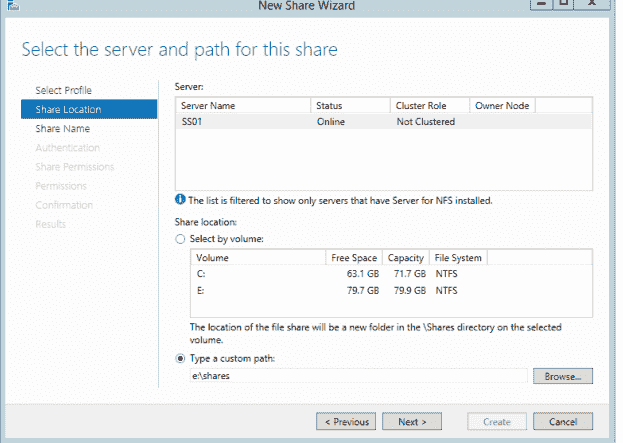 New Share Wizard
Select the server and path for this share
Select Profile
Share Location
Share Name
Authentication
Share Permissions
Permissions
Confirmation
Results
Server:
Server Name Status Cluster Role Owner Node
SS01 Online Not Clustered
The list is filtered to show only servers that have Server for NFS installed.
Share location:
Select by volume:
Volume Free Space Capacity File System
C: 63.1 GB 71.7 GB NTFS
E: 79.7 GB 79.9 GB NTFS
The location of the file share will be a new folder in the \Shares directory on the selected
volume.
Type a custom path:
e:\shares
Browse...
< Previous Next > Create Cancel